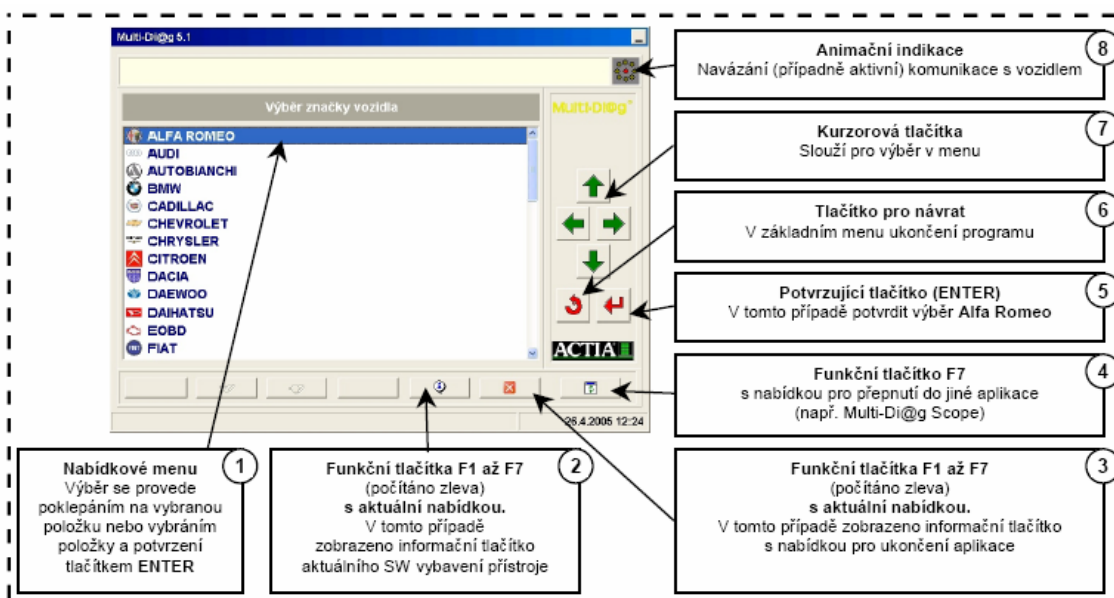 Multi-Di@g 5.1
Výběr značky vozidla
Multi-Di@g
ALFA ROMEO
AUDI
AUTOBIANCHI
BMW
CADILLAC
CHEVROLET
CHRYSLER
CITROEN
DACIA
DAEWOO
DAIHATSU
EOBD
FIAT
ACTIA
26.4.2005 12:24
8
Animační indikace
Navázání (případně aktivní) komunikace s vozidlem
7
Kurzorová tlačítka
Slouží pro výběr v menu
6
Tlačítko pro návrat
V základním menu ukončení programu
5
Potvrzující tlačítko (ENTER)
V tomto případě potvrdit výběr Alfa Romeo
4
Funkční tlačítko F7
s nabídkou pro přepnutí do jiné aplikace
(např. Multi-Di@g Scope)
1
Nabídkové menu
Výběr se provede
poklepáním na vybranou
položku nebo vybráním
položky a potvrzení
tlačítkem ENTER
2
Funkční tlačítka F1 až F7
(počítáno zleva)
s aktuální nabídkou.
V tomto případě
zobrazeno informační tlačítko
aktuálního SW vybavení přístroje
3
Funkční tlačítka F1 až F7
(počítáno zleva)
s aktuální nabídkou.
V tomto případě zobrazeno informační tlačítko
s nabídkou pro ukončení aplikace